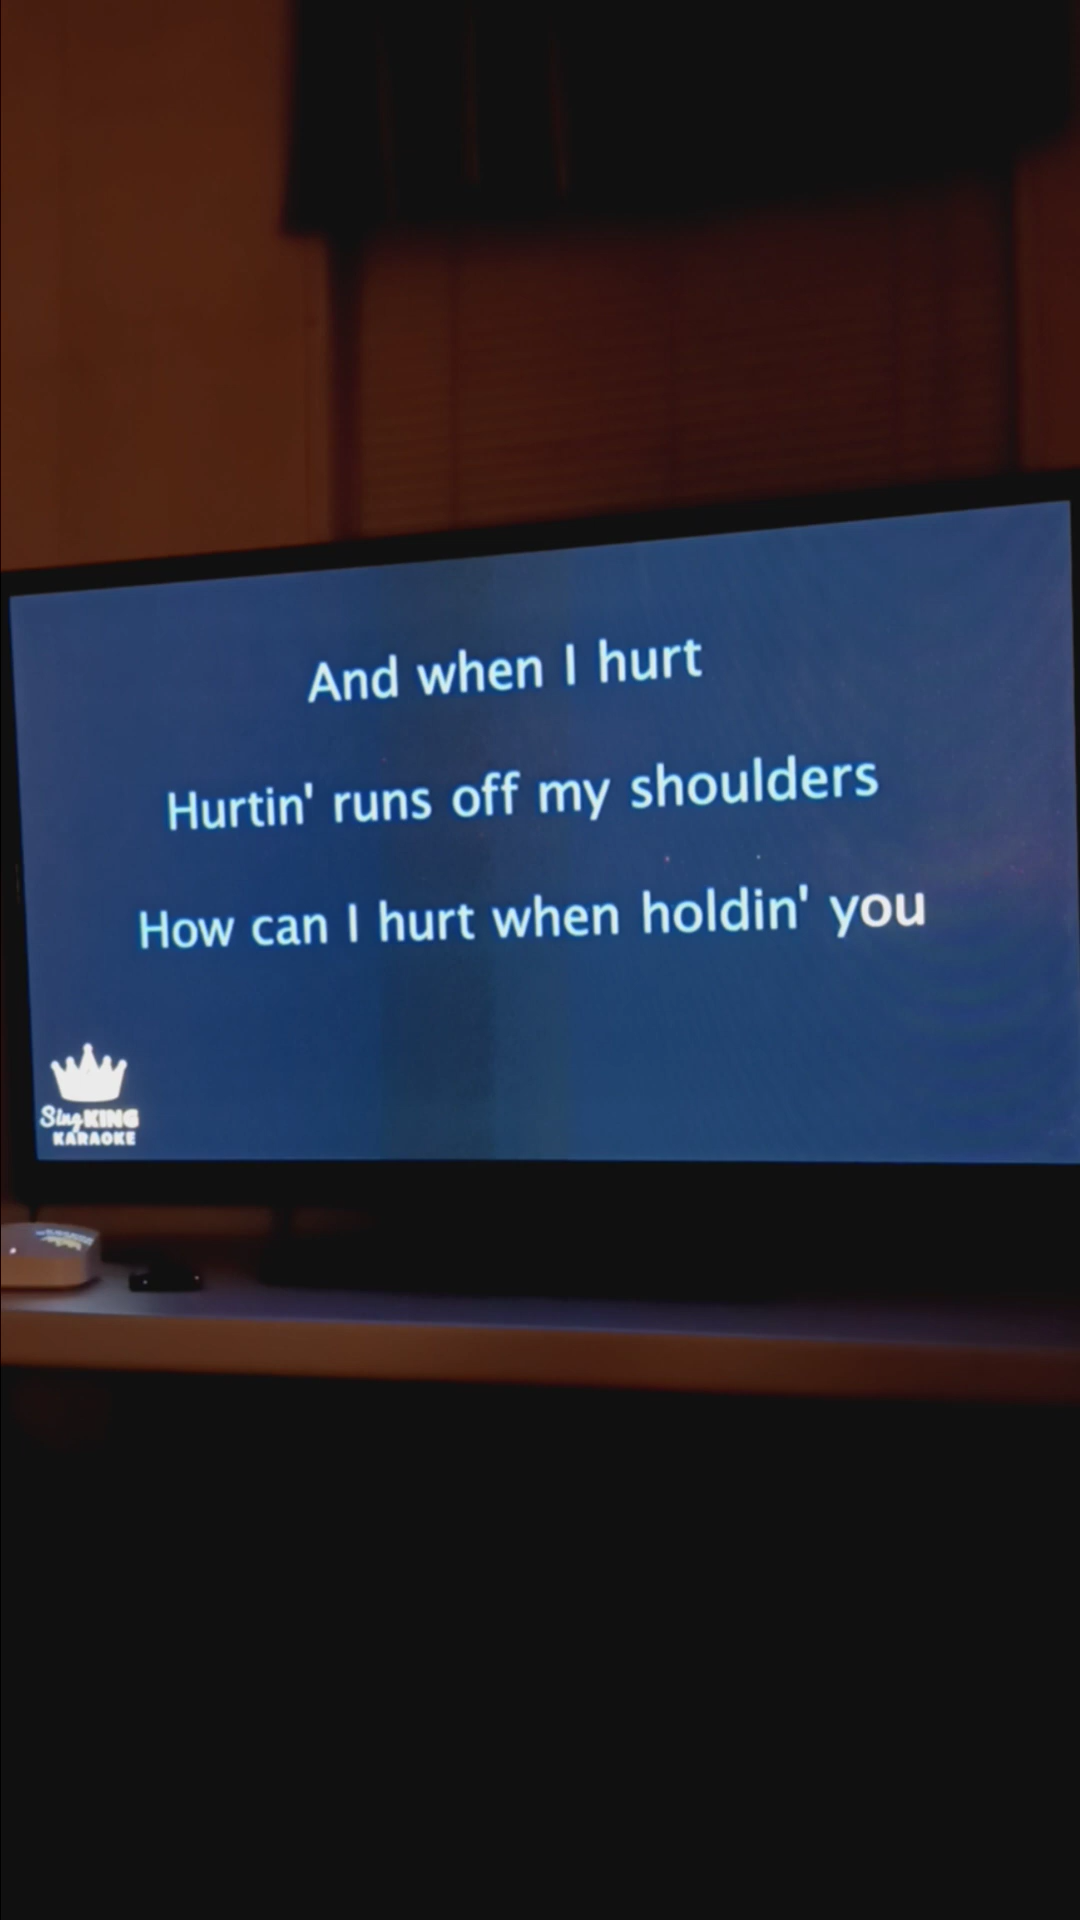 And when I hurt
Hurtin' runs off my shoulders
How can I hurt when holdin' you
Sing KING
KARAOKE